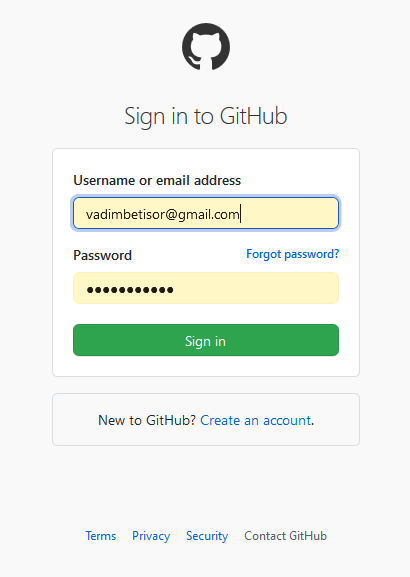 Sign in to GitHub
Username or email address
vadimbetisor@gmail.com
Password Forgot password?
●●●●●●●●●●●
Sign in
New to GitHub? Create an account.
Terms Privacy Security Contact GitHub